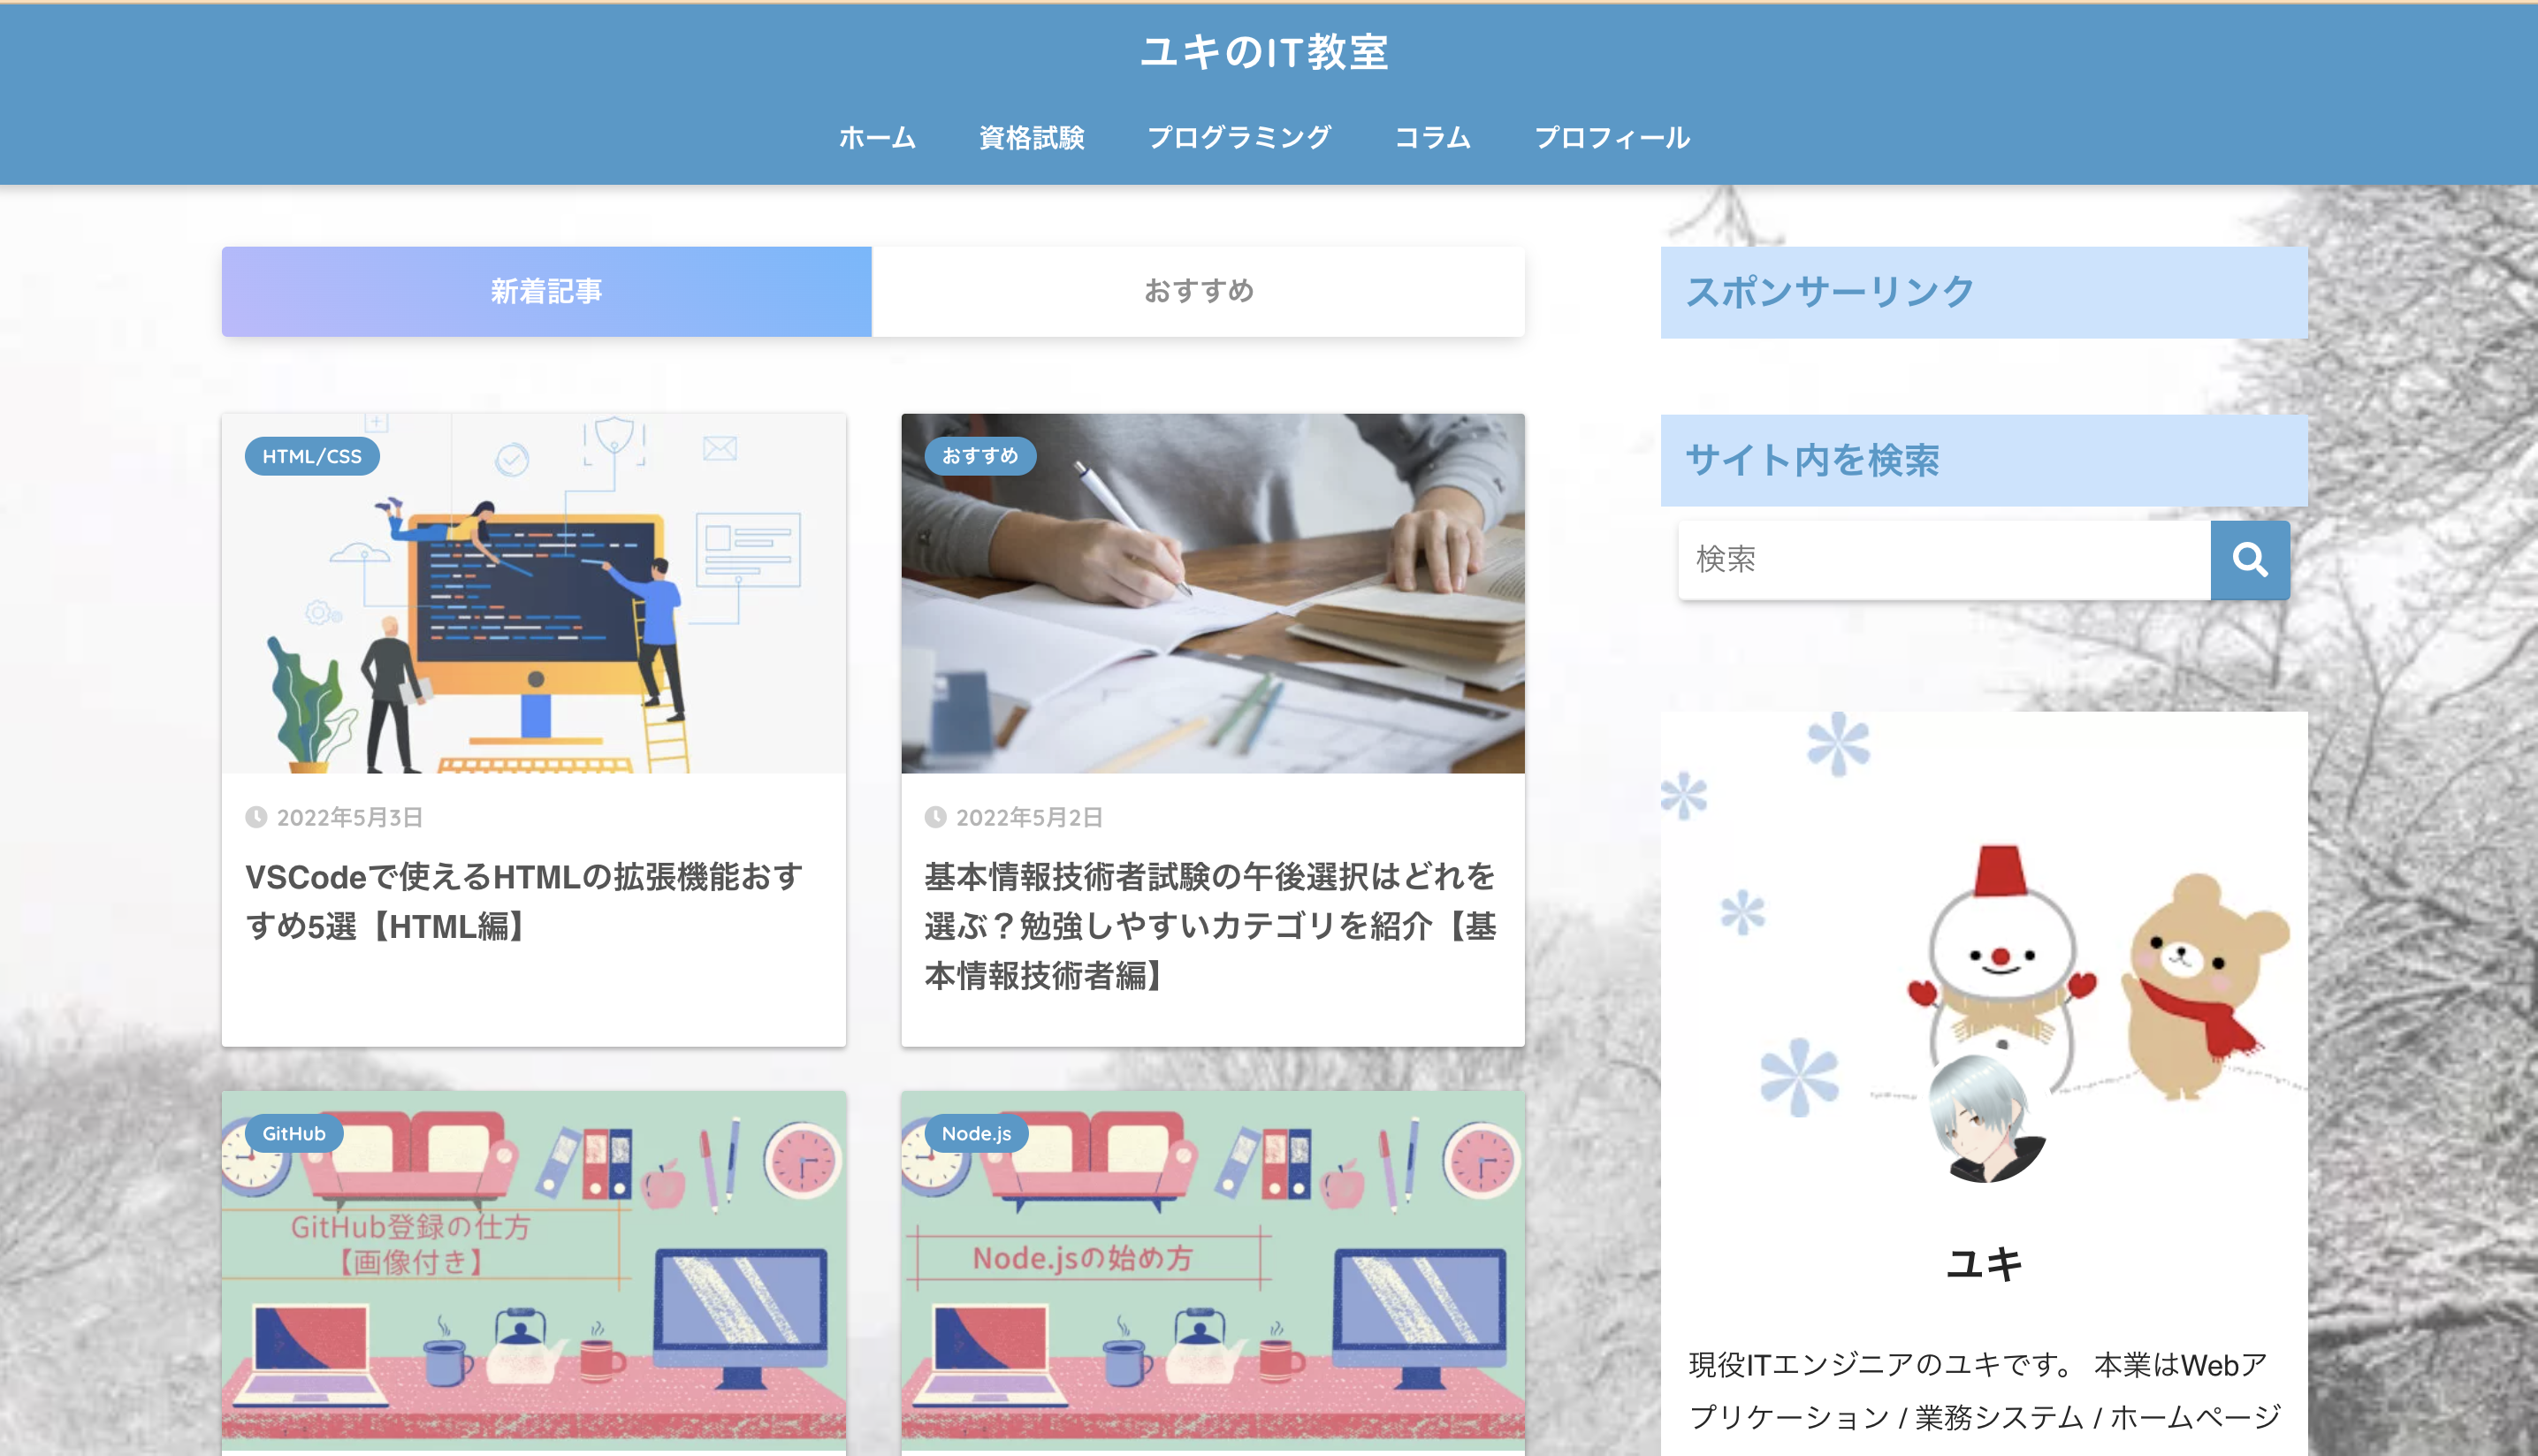 ユキのIT教室
ホーム 資格試験 プログラミング コラム プロフィール
新着記事 おすすめ
HTML/CSS
2022年5月3日
VSCodeで使えるHTMLの拡張機能おす
すめ5選【HTML編】
おすすめ
2022年5月2日
基本情報技術者試験の午後選択はどれを
選ぶ？勉強しやすいカテゴリを紹介【基
本情報技術者編】
GitHub
GitHub登録の仕方
【画像付き】
Node.js
Node.jsの始め方
スポンサーリンク
サイト内を検索
検索
ユキ
現役ITエンジニアのユキです。 本業はWebア
プリケーション / 業務システム / ホームページ